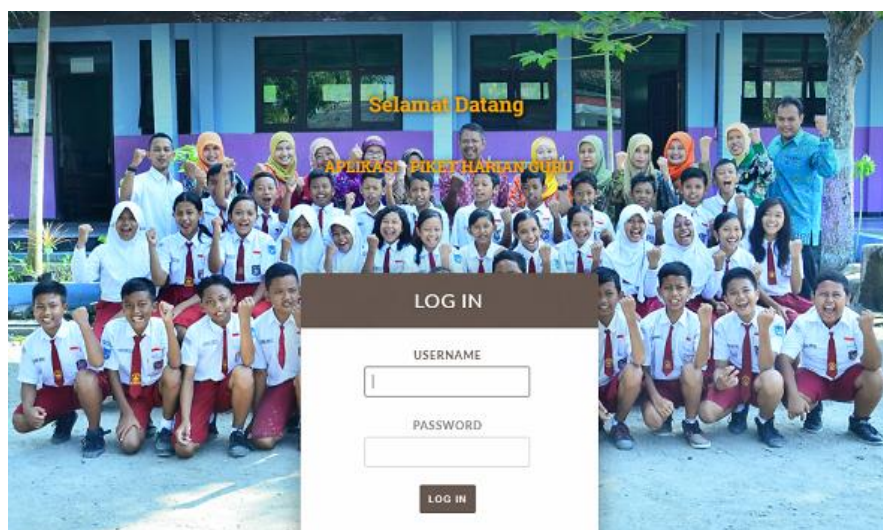 Selamat Datang
APLIKASI PIKET HARIAN GURU
LOG IN
USERNAME
PASSWORD
LOG IN